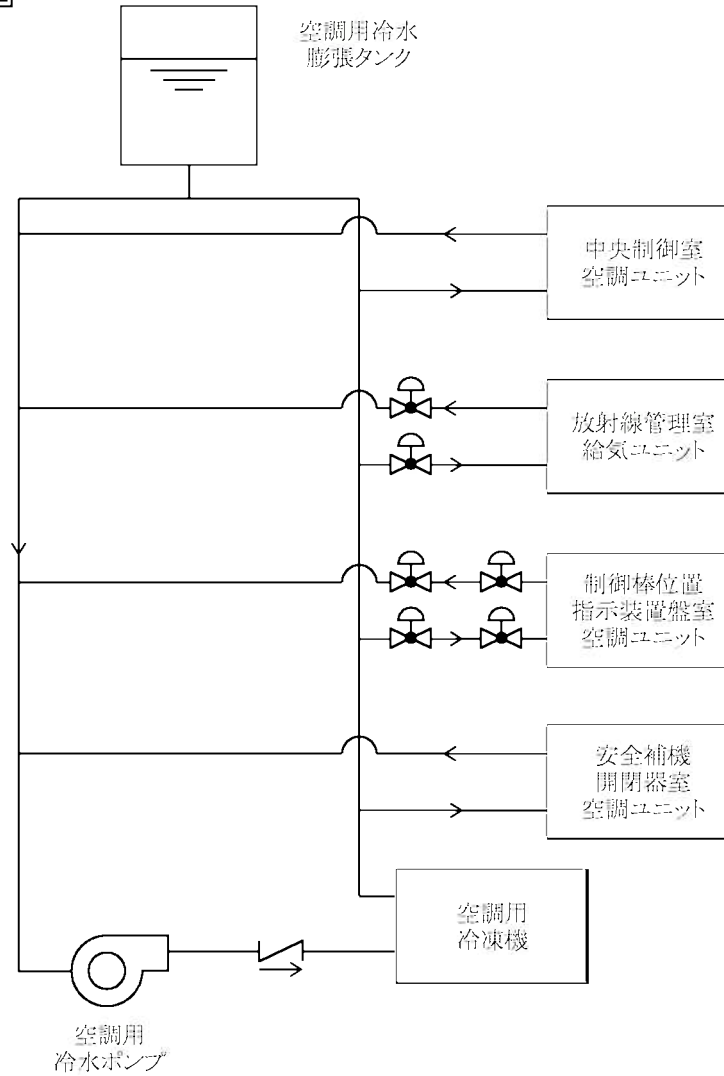 空調用冷水
膨張タンク
中央制御室
空調ユニット
放射線管理室
給気ユニット
制御棒位置
指示装置盤室
空調ユニット
安全補機
開閉器室
空調ユニット
空調用
冷凍機
空調用
冷水ポンプ